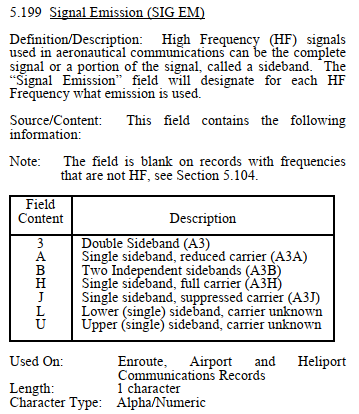 5.199 Signal Emission (SIG EM)
Definition/Description: High Frequency (HF) signals
used in aeronautical communications can be the complete
signal or a portion of the signal, called a sideband. The
“Signal Emission” field will designate for each HF
Frequency what emission is used.
Source/Content: This field contains the following
information:
Note: The field is blank on records with frequencies
that are not HF, see Section 5.104.
Field
Content Description
3 Double Sideband (A3)
A Single sideband, reduced carrier (A3A)
B Two Independent sidebands (A3B)
H Single sideband, full carrier (A3H)
J Single sideband, suppressed carrier (A3J)
L Lower (single) sideband, carrier unknown
U Upper (single) sideband, carrier unknown
Used On: Enroute, Airport and Heliport
Communications Records
Length: 1 character
Character Type: Alpha/Numeric